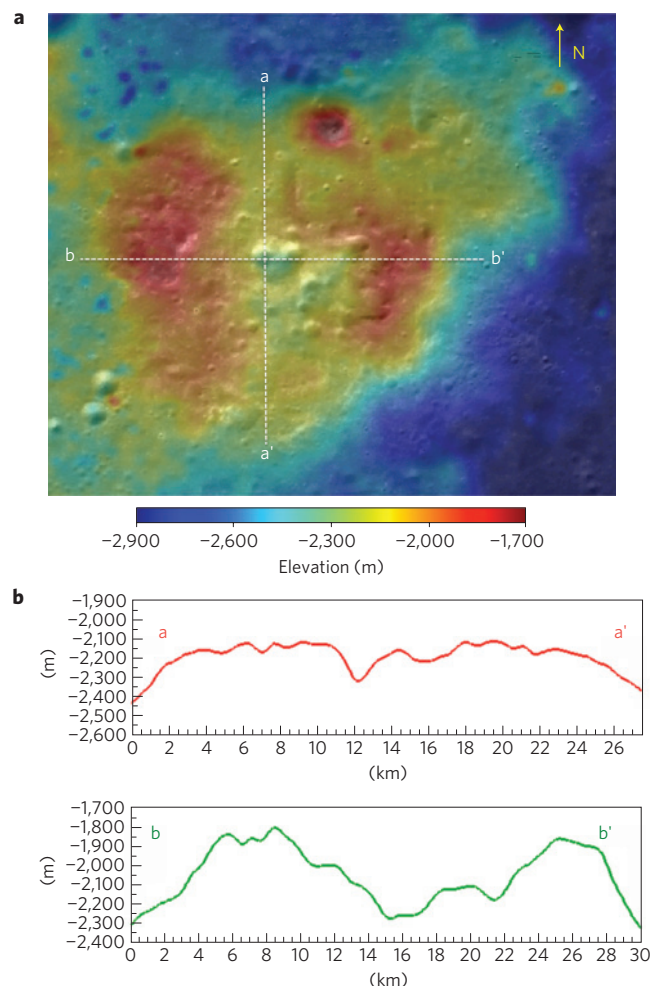 a
N
a
b
b'
a'
−2,900 −2,600 −2,300 −2,000 −1,700
Elevation (m)
b
−1,900
−2,000
−2,100
−2,200
−2,300
−2,400
−2,500
−2,600
(m)
a
a'
0 2 4 6 8 10 12 14 16 18 20 22 24 26
(km)
−1,700
−1,800
−1,900
−2,000
−2,100
−2,200
−2,300
−2,400
(m)
b
b'
0 2 4 6 8 10 12 14 16 18 20 22 24 26 28 30
(km)